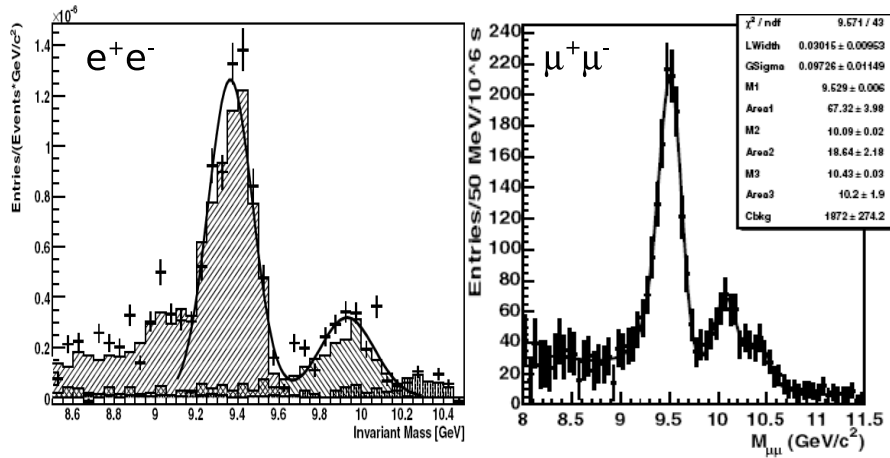 ×10^-6
e⁺e⁻
Entries/(Events*GeV/c²)
1.4
1.2
1
0.8
0.6
0.4
0.2
0
8.6 8.8 9 9.2 9.4 9.6 9.8 10 10.2 10.4
Invariant Mass [GeV]
μ⁺μ⁻
Entries/50 MeV/10^6 s
240
220
200
180
160
140
120
100
80
60
40
20
0
8 8.5 9 9.5 10 10.5 11 11.5
M_μμ (GeV/c²)
χ² / ndf 9.571 / 43
LWidth 0.03015 ± 0.00953
GSigma 0.09726 ± 0.01149
M1 9.529 ± 0.006
Area1 67.32 ± 3.98
M2 10.09 ± 0.02
Area2 18.64 ± 2.18
M3 10.43 ± 0.03
Area3 10.2 ± 1.9
Cbkg 1872 ± 274.2